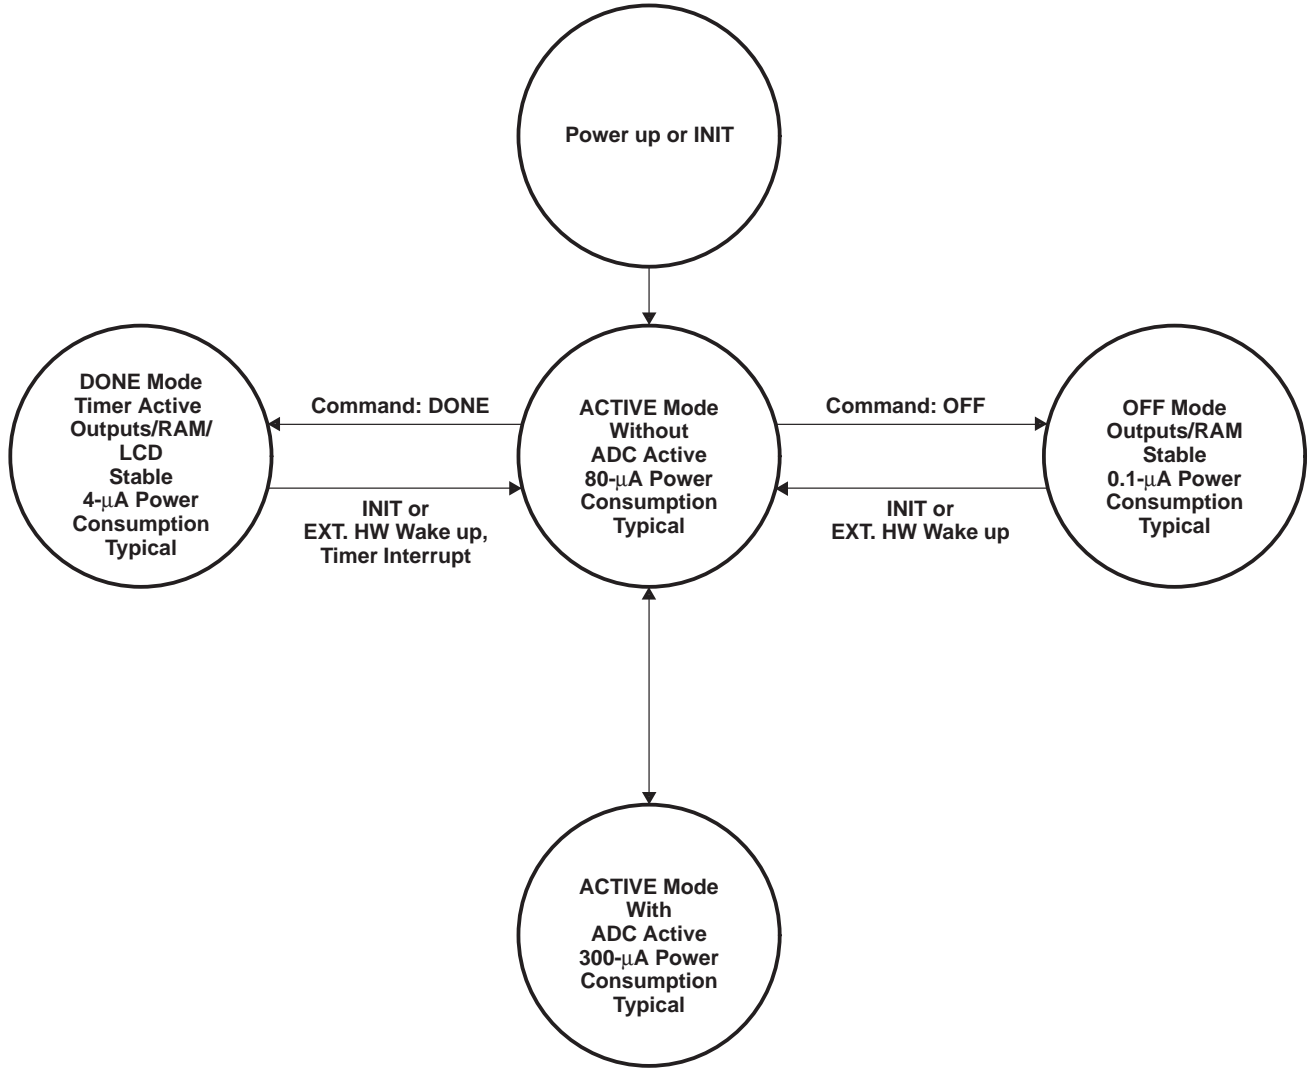 Power up or INIT
DONE Mode
Timer Active
Outputs/RAM/
LCD
Stable
4-μA Power
Consumption
Typical
Command: DONE
INIT or
EXT. HW Wake up,
Timer Interrupt
ACTIVE Mode
Without
ADC Active
80-μA Power
Consumption
Typical
Command: OFF
INIT or
EXT. HW Wake up
OFF Mode
Outputs/RAM
Stable
0.1-μA Power
Consumption
Typical
ACTIVE Mode
With
ADC Active
300-μA Power
Consumption
Typical